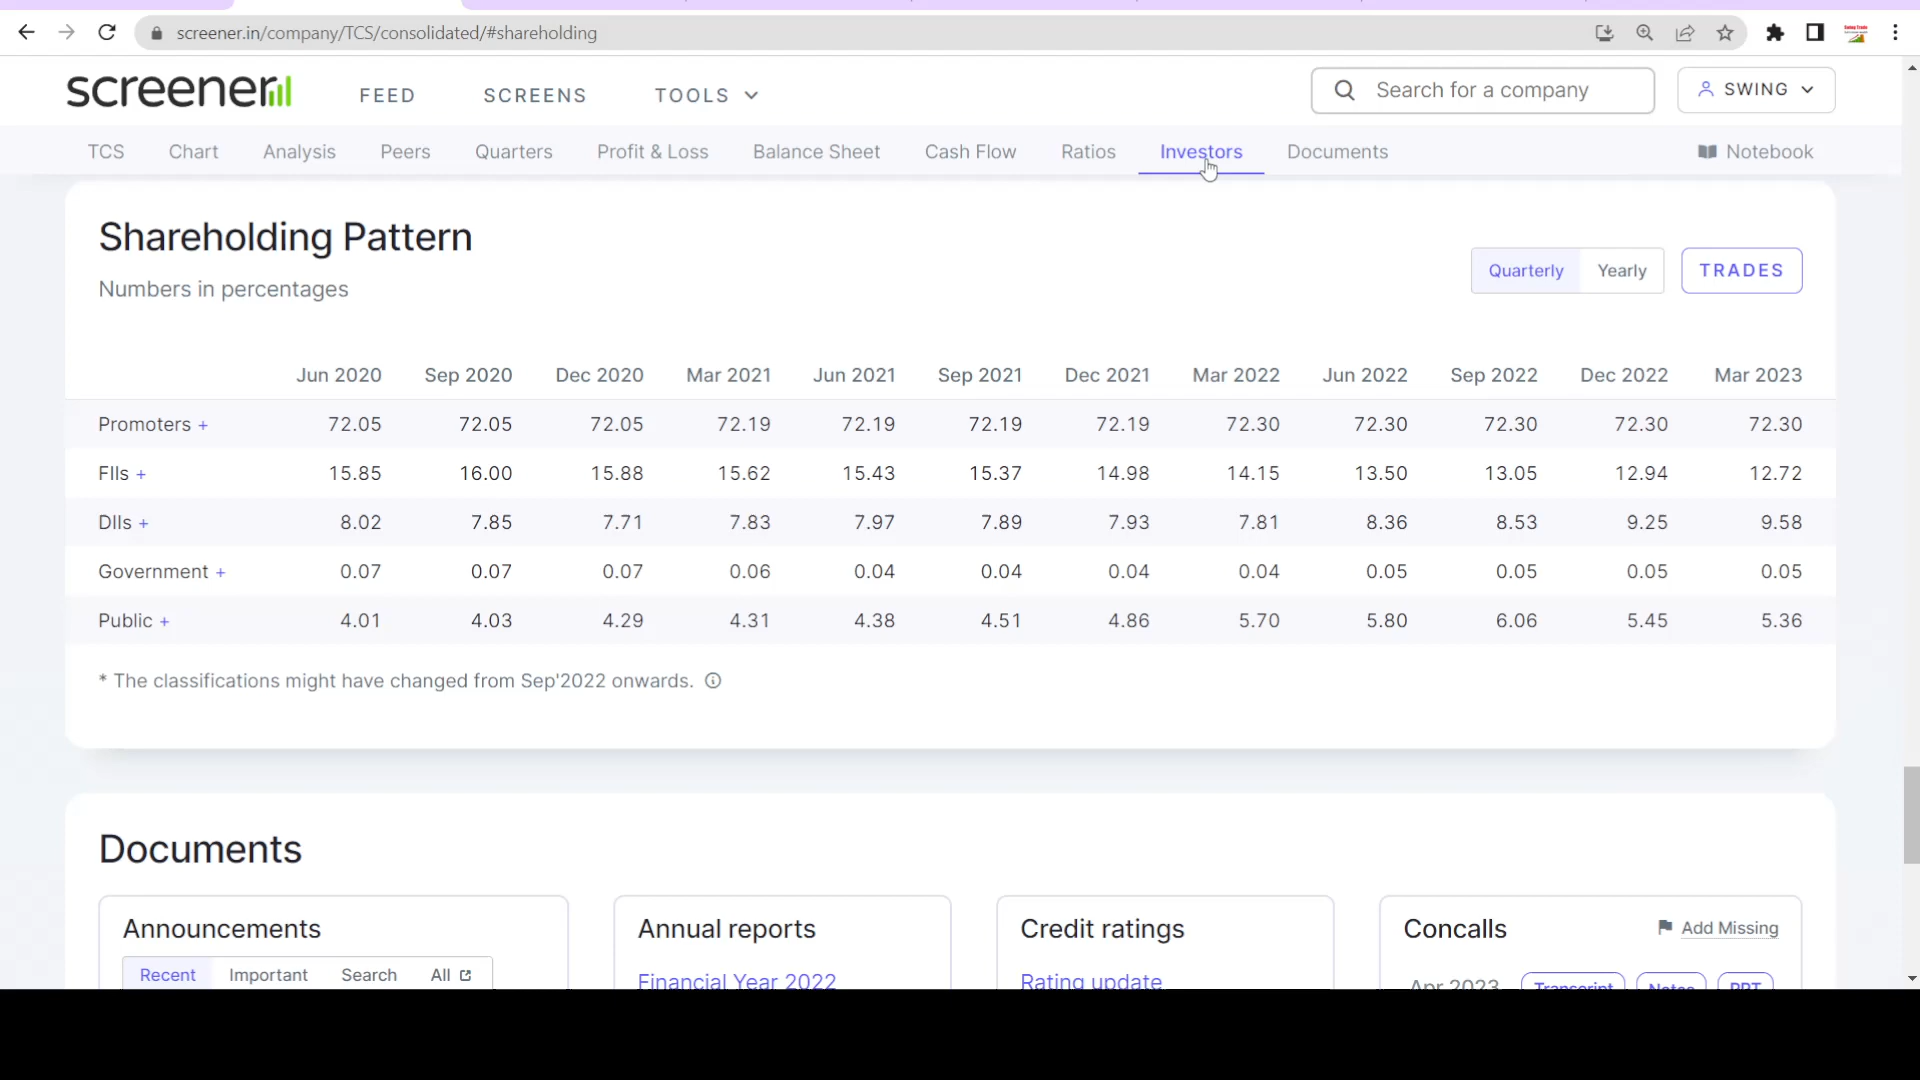 screener.in/company/TCS/consolidated/#shareholding
screener
FEED SCREENS TOOLS
Search for a company
SWING
TCS Chart Analysis Peers Quarters Profit & Loss Balance Sheet Cash Flow Ratios Investors Documents Notebook
Shareholding Pattern
Numbers in percentages
Quarterly Yearly TRADES
Jun 2020 Sep 2020 Dec 2020 Mar 2021 Jun 2021 Sep 2021 Dec 2021 Mar 2022 Jun 2022 Sep 2022 Dec 2022 Mar 2023
Promoters + 72.05 72.05 72.05 72.19 72.19 72.19 72.19 72.30 72.30 72.30 72.30 72.30
FIIs + 15.85 16.00 15.88 15.62 15.43 15.37 14.98 14.15 13.50 13.05 12.94 12.72
DIIs + 8.02 7.85 7.71 7.83 7.97 7.89 7.93 7.81 8.36 8.53 9.25 9.58
Government + 0.07 0.07 0.07 0.06 0.04 0.04 0.04 0.04 0.05 0.05 0.05 0.05
Public + 4.01 4.03 4.29 4.31 4.38 4.51 4.86 5.70 5.80 6.06 5.45 5.36
* The classifications might have changed from Sep'2022 onwards.
Documents
Announcements
Recent Important Search All
Annual reports
Financial Year 2022
Credit ratings
Rating update
Concalls Add Missing
Apr 2023 Transcript Notes PPT